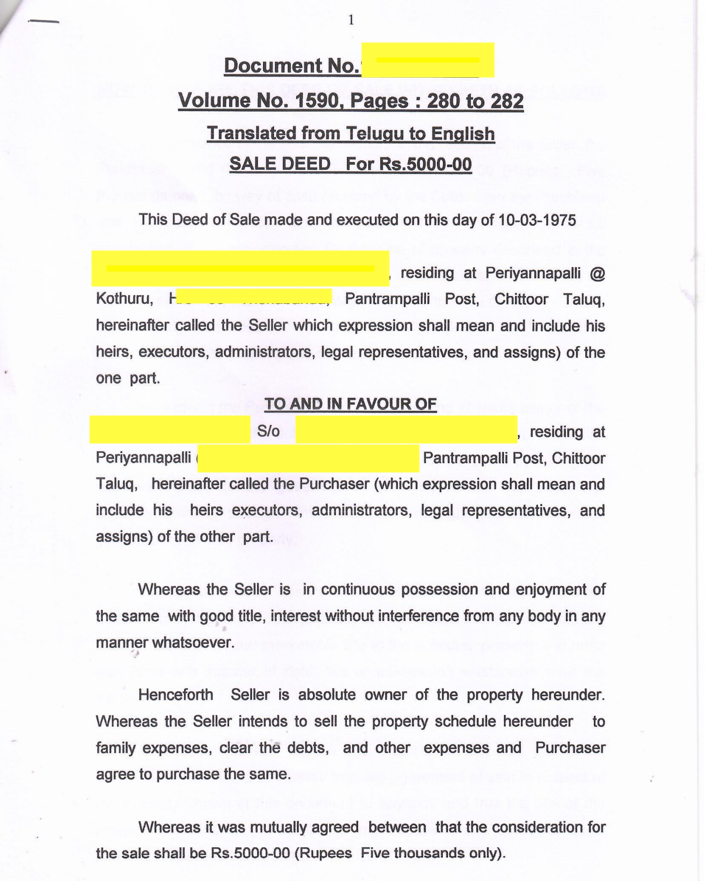 1
Document No.
Volume No. 1590, Pages : 280 to 282
Translated from Telugu to English
SALE DEED For Rs.5000-00
This Deed of Sale made and executed on this day of 10-03-1975
, residing at Periyannapalli @
Kothuru, Pantrampalli Post, Chittoor Taluq,
hereinafter called the Seller which expression shall mean and include his
heirs, executors, administrators, legal representatives, and assigns) of the
one part.
TO AND IN FAVOUR OF
S/o , residing at
Periyannapalli ( Pantrampalli Post, Chittoor
Taluq, hereinafter called the Purchaser (which expression shall mean and
include his heirs executors, administrators, legal representatives, and
assigns) of the other part.
Whereas the Seller is in continuous possession and enjoyment of
the same with good title, interest without interference from any body in any
manner whatsoever.
Henceforth Seller is absolute owner of the property hereunder.
Whereas the Seller intends to sell the property schedule hereunder to
family expenses, clear the debts, and other expenses and Purchaser
agree to purchase the same.
Whereas it was mutually agreed between that the consideration for
the sale shall be Rs.5000-00 (Rupees Five thousands only).